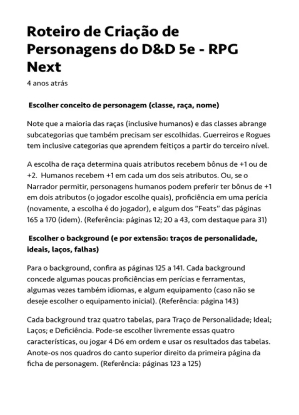 Roteiro de Criação de
Personagens do D&D 5e - RPG
Next
4 anos atrás
Escolher conceito de personagem (classe, raça, nome)
Note que a maioria das raças (inclusive humanos) e das classes abrange
subcategorias que também precisam ser escolhidas. Guerreiros e Rogues
tem inclusive categorias que aprendem feitiços a partir do terceiro nível.
A escolha de raça determina quais atributos recebem bônus de +1 ou de
+2.  Humanos recebem +1 em cada um dos seis atributos. Ou, se o
Narrador permitir, personagens humanos podem preferir ter bônus de +1
em dois atributos (o jogador escolhe quais), proficiência em uma perícia
(novamente, a escolha é do jogador), e algum dos "Feats" das páginas
165 à 170 (idem). (Referência: páginas 12; 20 a 43, com destaque para 31)
Escolher o background (e por extensão: traços de personalidade,
ideais, laços, falhas)
Para o background, confira as páginas 125 a 141. Cada background
concede algumas poucas proficiências em perícias e ferramentas,
algumas vezes também idiomas, e algum equipamento (caso não se
deseje escolher o equipamento inicial). (Referência: página 143)
Cada background traz quatro tabelas, para Traço de Personalidade; Ideal;
Laços; e Deficiência. Pode-se escolher livremente essas quatro
características, ou jogar 4 D6 em ordem e usar os resultados das tabelas.
Anote-os nos quadros do canto superior direito da primeira página da
ficha de personagem. (Referência: páginas 123 a 125)